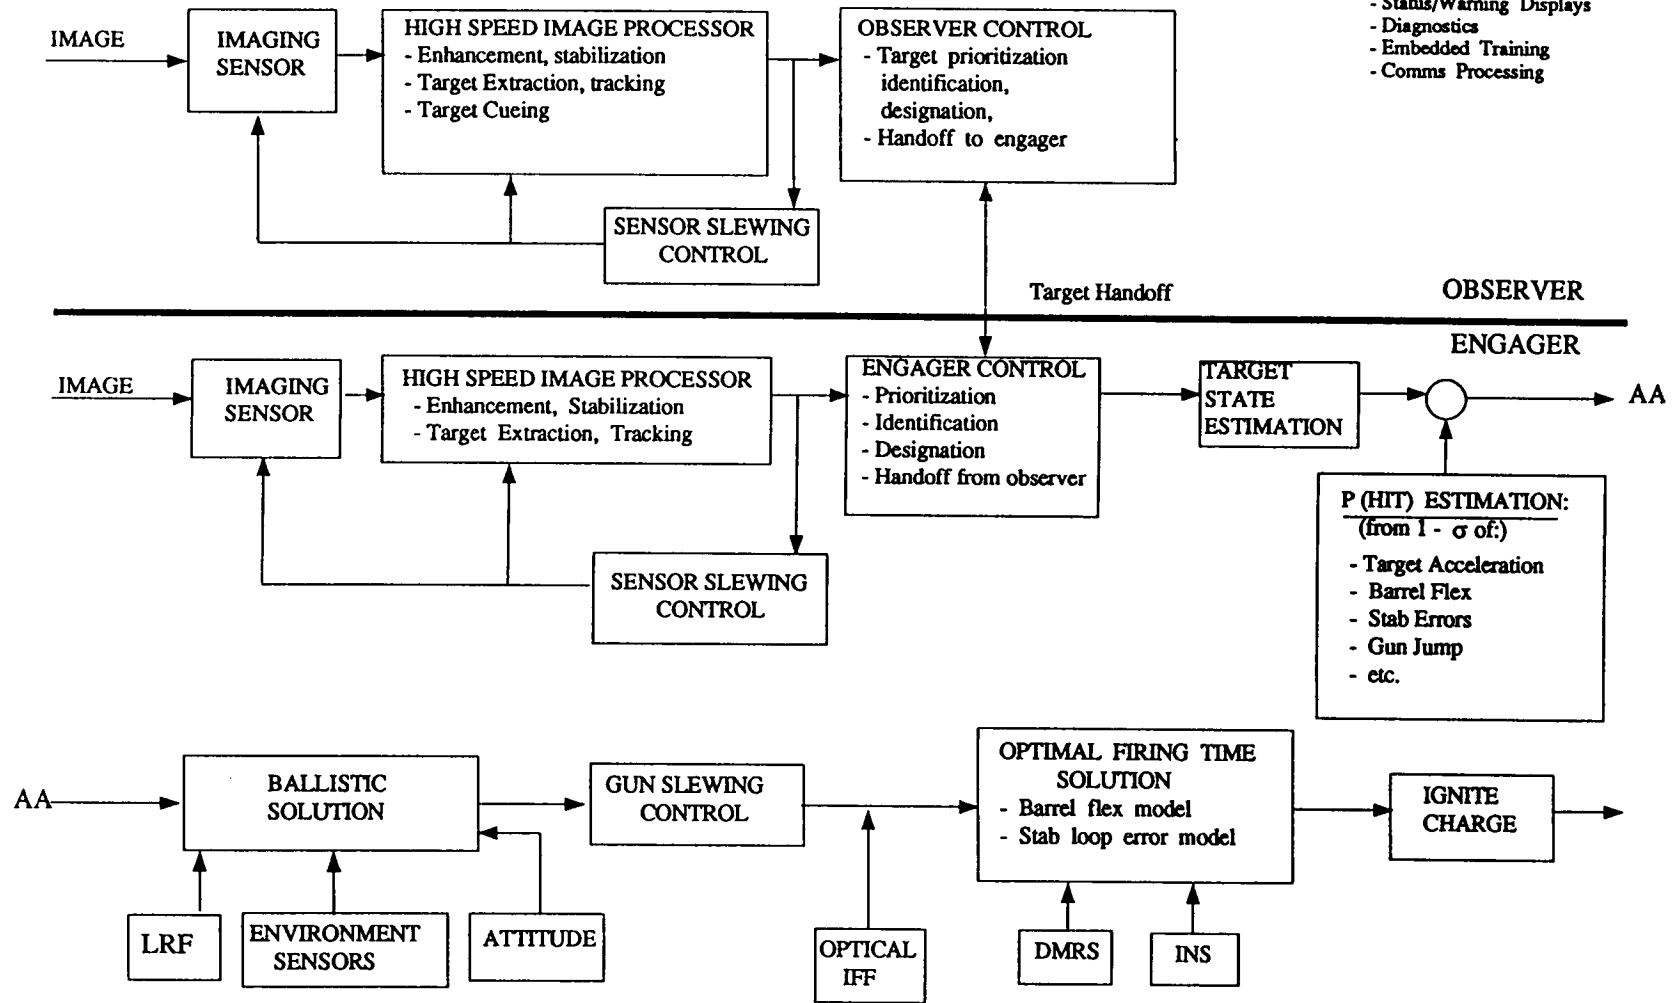 - Status/Warning Displays
- Diagnostics
- Embedded Training
- Comms Processing
IMAGE
IMAGING
SENSOR
HIGH SPEED IMAGE PROCESSOR
- Enhancement, stabilization
- Target Extraction, tracking
- Target Cueing
OBSERVER CONTROL
- Target prioritization
identification,
designation,
- Handoff to engager
SENSOR SLEWING
CONTROL
Target Handoff
OBSERVER
ENGAGER
IMAGE
IMAGING
SENSOR
HIGH SPEED IMAGE PROCESSOR
- Enhancement, Stabilization
- Target Extraction, Tracking
ENGAGER CONTROL
- Prioritization
- Identification
- Designation
- Handoff from observer
TARGET
STATE
ESTIMATION
AA
SENSOR SLEWING
CONTROL
P (HIT) ESTIMATION:
(from 1 - σ of:)
- Target Acceleration
- Barrel Flex
- Stab Errors
- Gun Jump
- etc.
AA
BALLISTIC
SOLUTION
GUN SLEWING
CONTROL
OPTIMAL FIRING TIME
SOLUTION
- Barrel flex model
- Stab loop error model
IGNITE
CHARGE
LRF
ENVIRONMENT
SENSORS
ATTITUDE
OPTICAL
IFF
DMRS
INS